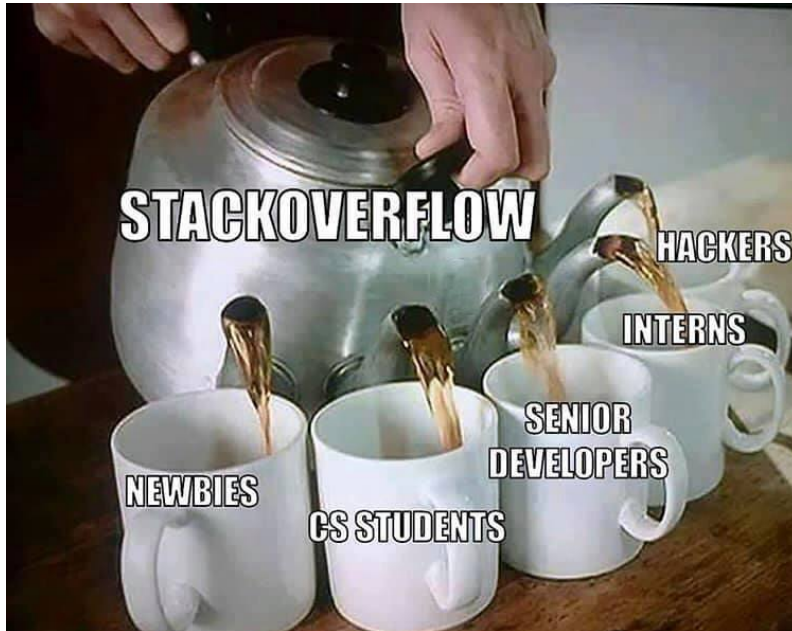 STACKOVERFLOW
HACKERS
INTERNS
SENIOR
DEVELOPERS
NEWBIES
CS STUDENTS